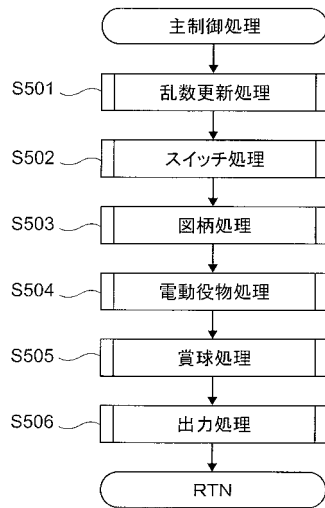 主制御処理
S501
乱数更新処理
S502
スイッチ処理
S503
図柄処理
S504
電動役物処理
S505
賞球処理
S506
出力処理
RTN